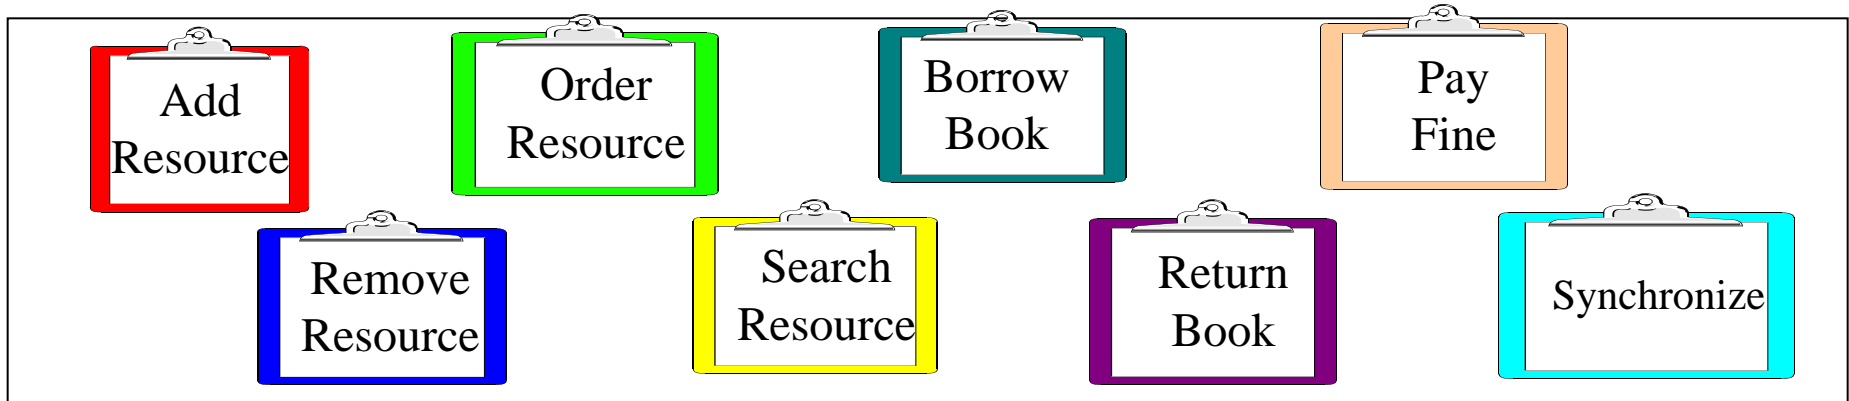 Add
Resource
Order
Resource
Borrow
Book
Pay
Fine
Remove
Resource
Search
Resource
Return
Book
Synchronize